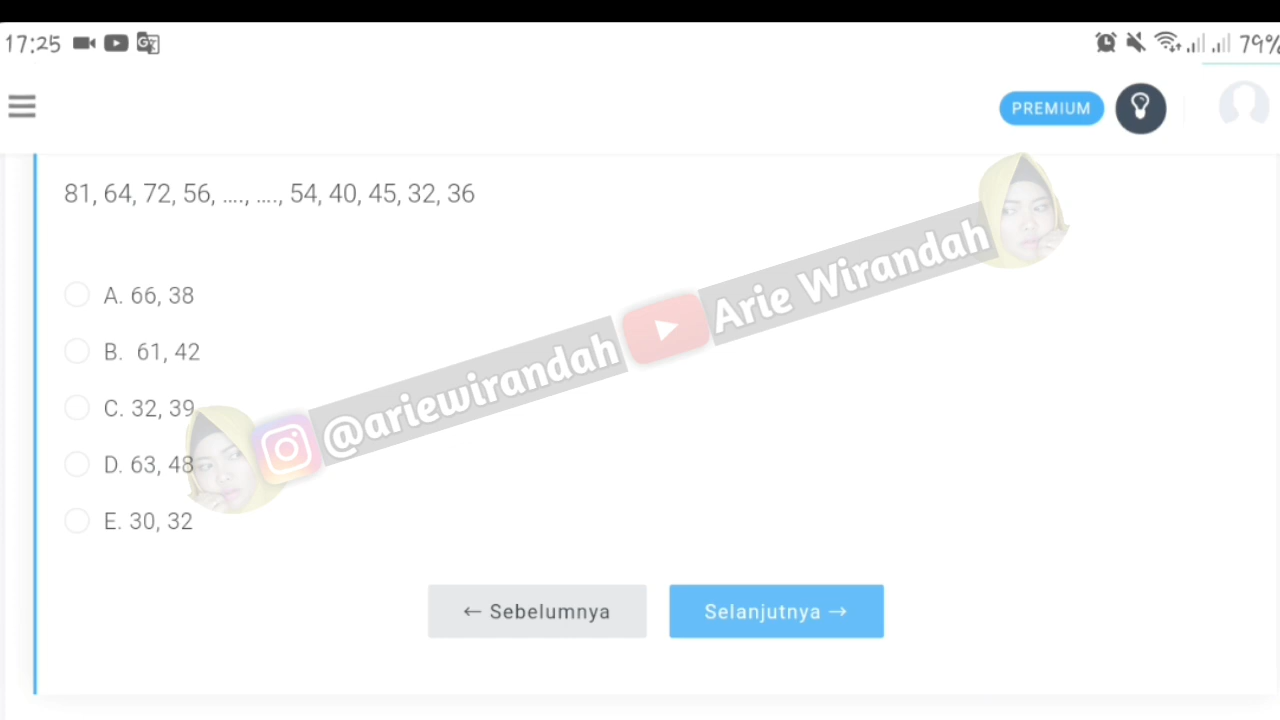 17:25 79%
PREMIUM
81, 64, 72, 56, ...., ...., 54, 40, 45, 32, 36
A. 66, 38
B. 61, 42
C. 32, 39
D. 63, 48
E. 30, 32
@ariewirandah Arie Wirandah
← Sebelumnya Selanjutnya →